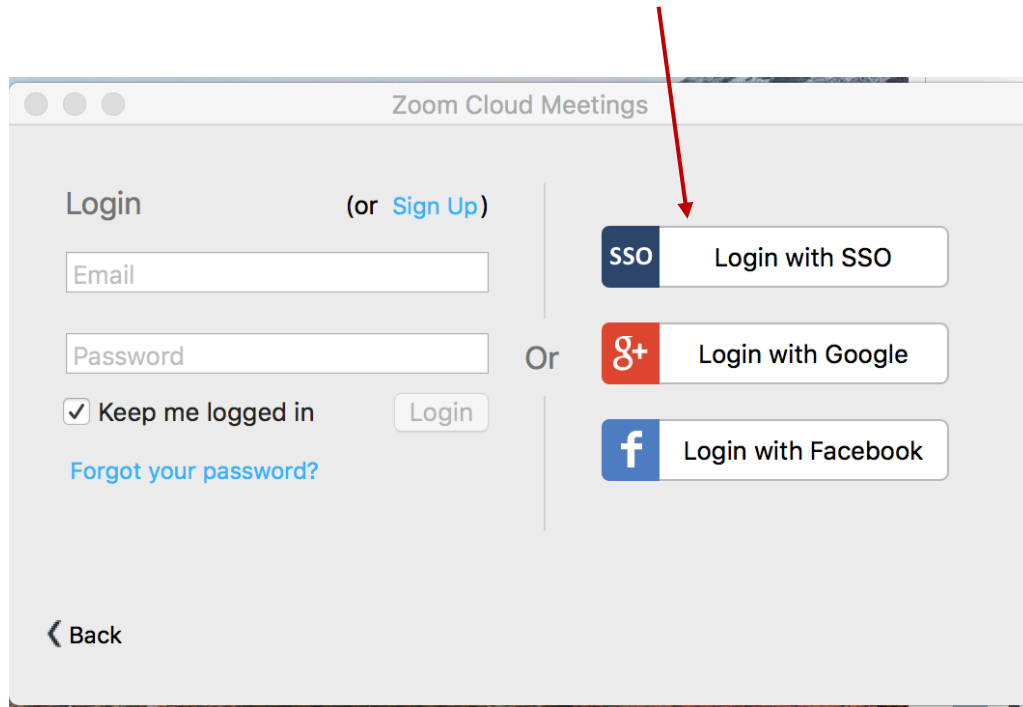 Zoom Cloud Meetings
Login (or Sign Up)
Email
Password
Keep me logged in Login
Forgot your password?
Or
SSO Login with SSO
g+ Login with Google
f Login with Facebook
Back